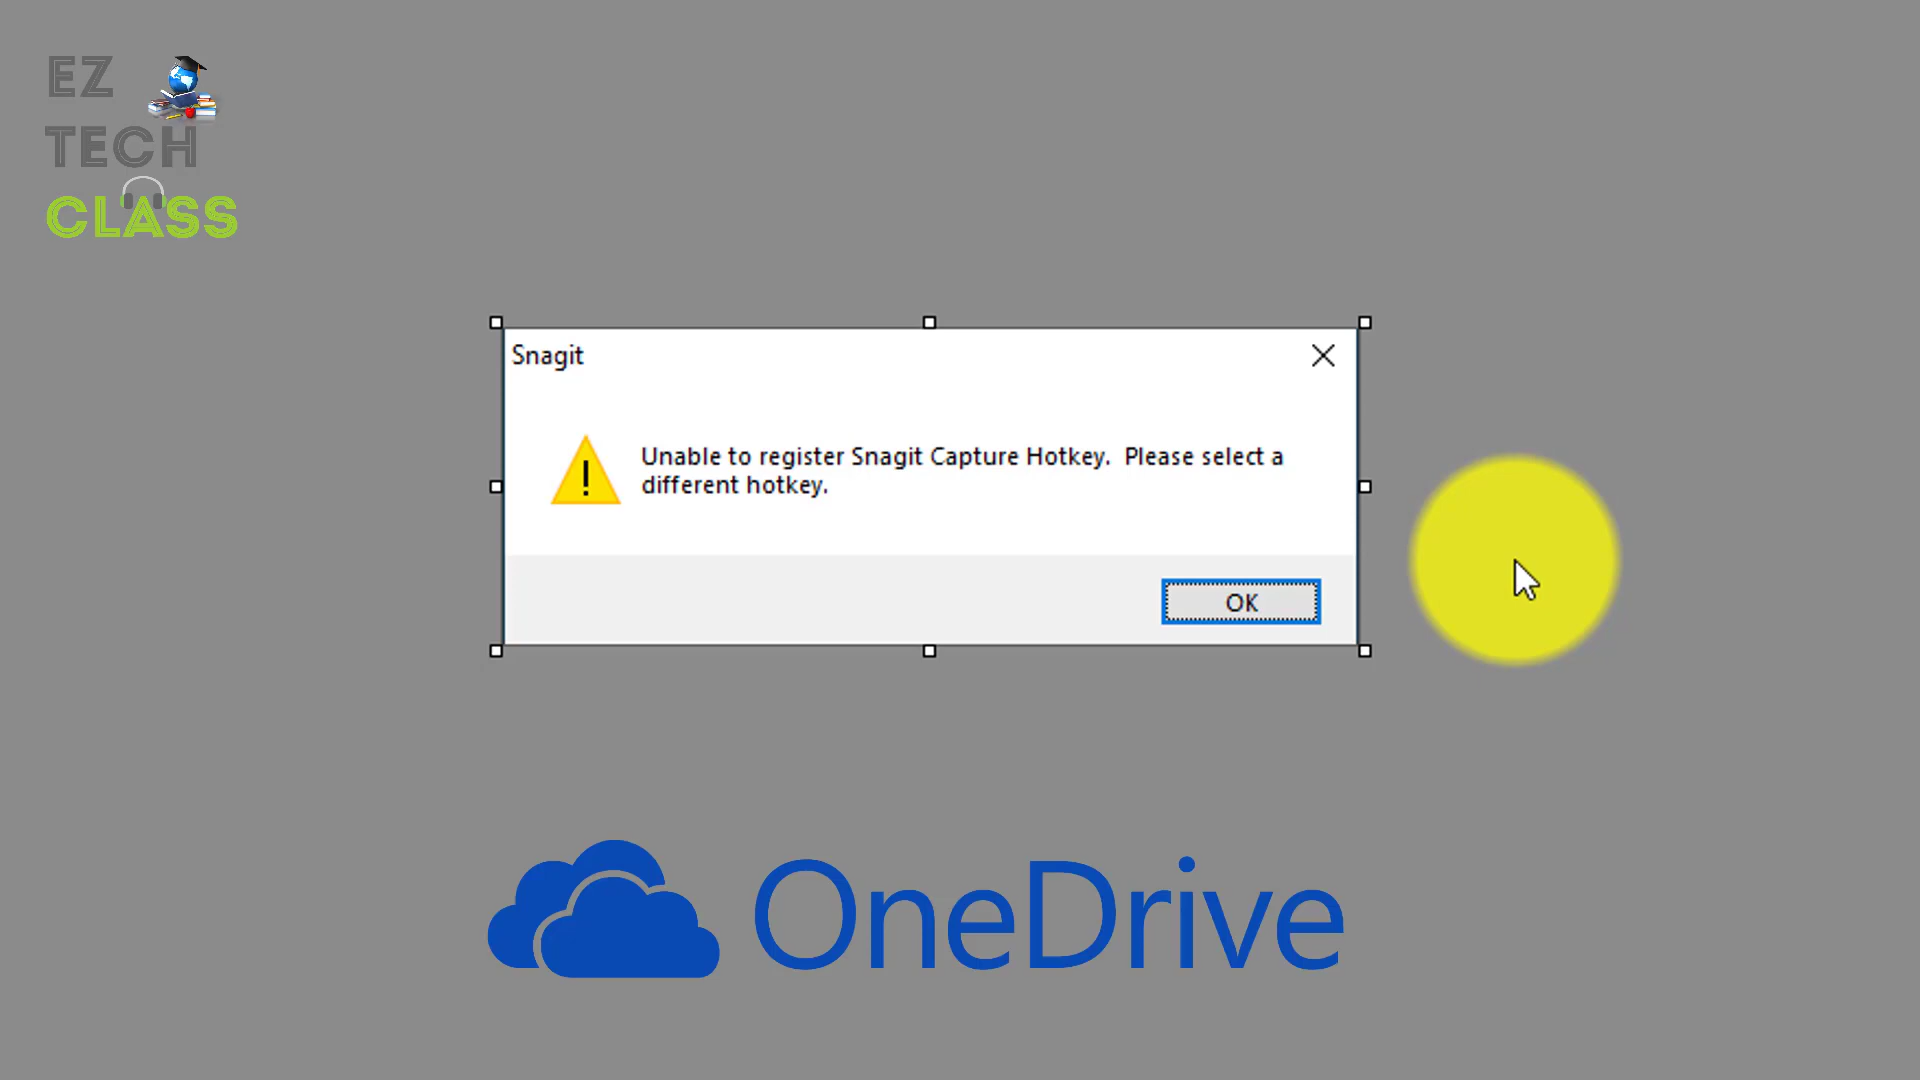 EZ
TECH
CLASS
Snagit
Unable to register Snagit Capture Hotkey.  Please select a
different hotkey.
OK
OneDrive